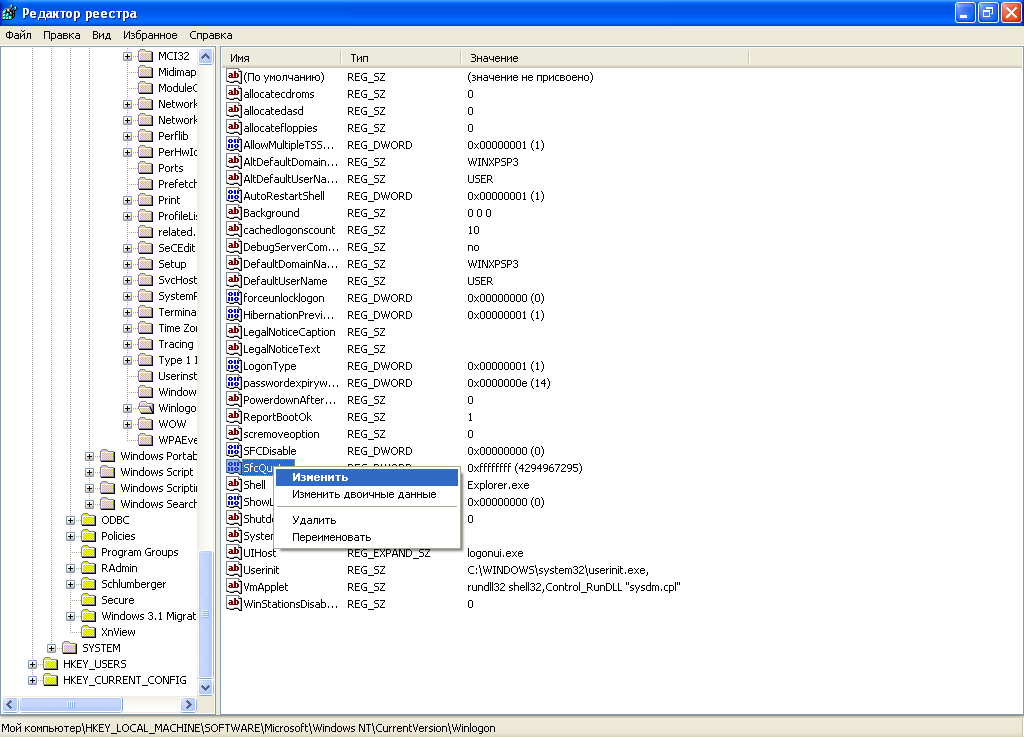 Редактор реестра
Файл Правка Вид Избранное Справка
MCI32
Midimap
ModuleC
Network
Network
Perflib
PerHwIc
Ports
Prefetch
Print
ProfileLis
related.
SeCEdit
Setup
SvcHost
SystemR
Termina
Time Zo
Tracing
Type 1 I
Userinst
Window
Winlogo
WOW
WPAEve
Windows Portab
Windows Script
Windows Scripti
Windows Search
ODBC
Policies
Program Groups
RAdmin
Schlumberger
Secure
Windows 3.1 Migrat
XnView
SYSTEM
HKEY_USERS
HKEY_CURRENT_CONFIG
Имя Тип Значение
(По умолчанию) REG_SZ (значение не присвоено)
allocatecdroms REG_SZ 0
allocatedasd REG_SZ 0
allocatefloppies REG_SZ 0
AllowMultipleTSS... REG_DWORD 0x00000001 (1)
AltDefaultDomain... REG_SZ WINXPSP3
AltDefaultUserNa... REG_SZ USER
AutoRestartShell REG_DWORD 0x00000001 (1)
Background REG_SZ 0 0 0
cachedlogonscount REG_SZ 10
DebugServerCom... REG_SZ no
DefaultDomainNa... REG_SZ WINXPSP3
DefaultUserName REG_SZ USER
forceunlocklogon REG_DWORD 0x00000000 (0)
HibernationPrevi... REG_DWORD 0x00000001 (1)
LegalNoticeCaption REG_SZ
LegalNoticeText REG_SZ
LogonType REG_DWORD 0x00000001 (1)
passwordexpiryw... REG_DWORD 0x0000000e (14)
PowerdownAfter... REG_SZ 0
ReportBootOk REG_SZ 1
scremoveoption REG_SZ 0
SFCDisable REG_DWORD 0x00000000 (0)
SfcQu REG_DWORD 0xffffffff (4294967295)
Shell Explorer.exe
ShowL 0x00000000 (0)
Shutdo 0
System
UIHost REG_EXPAND_SZ logonui.exe
Userinit REG_SZ C:\WINDOWS\system32\userinit.exe,
VmApplet REG_SZ rundll32 shell32,Control_RunDLL "sysdm.cpl"
WinStationsDisab... REG_SZ 0
Изменить
Изменить двоичные данные
Удалить
Переименовать
Мой компьютер\HKEY_LOCAL_MACHINE\SOFTWARE\Microsoft\Windows NT\CurrentVersion\Winlogon